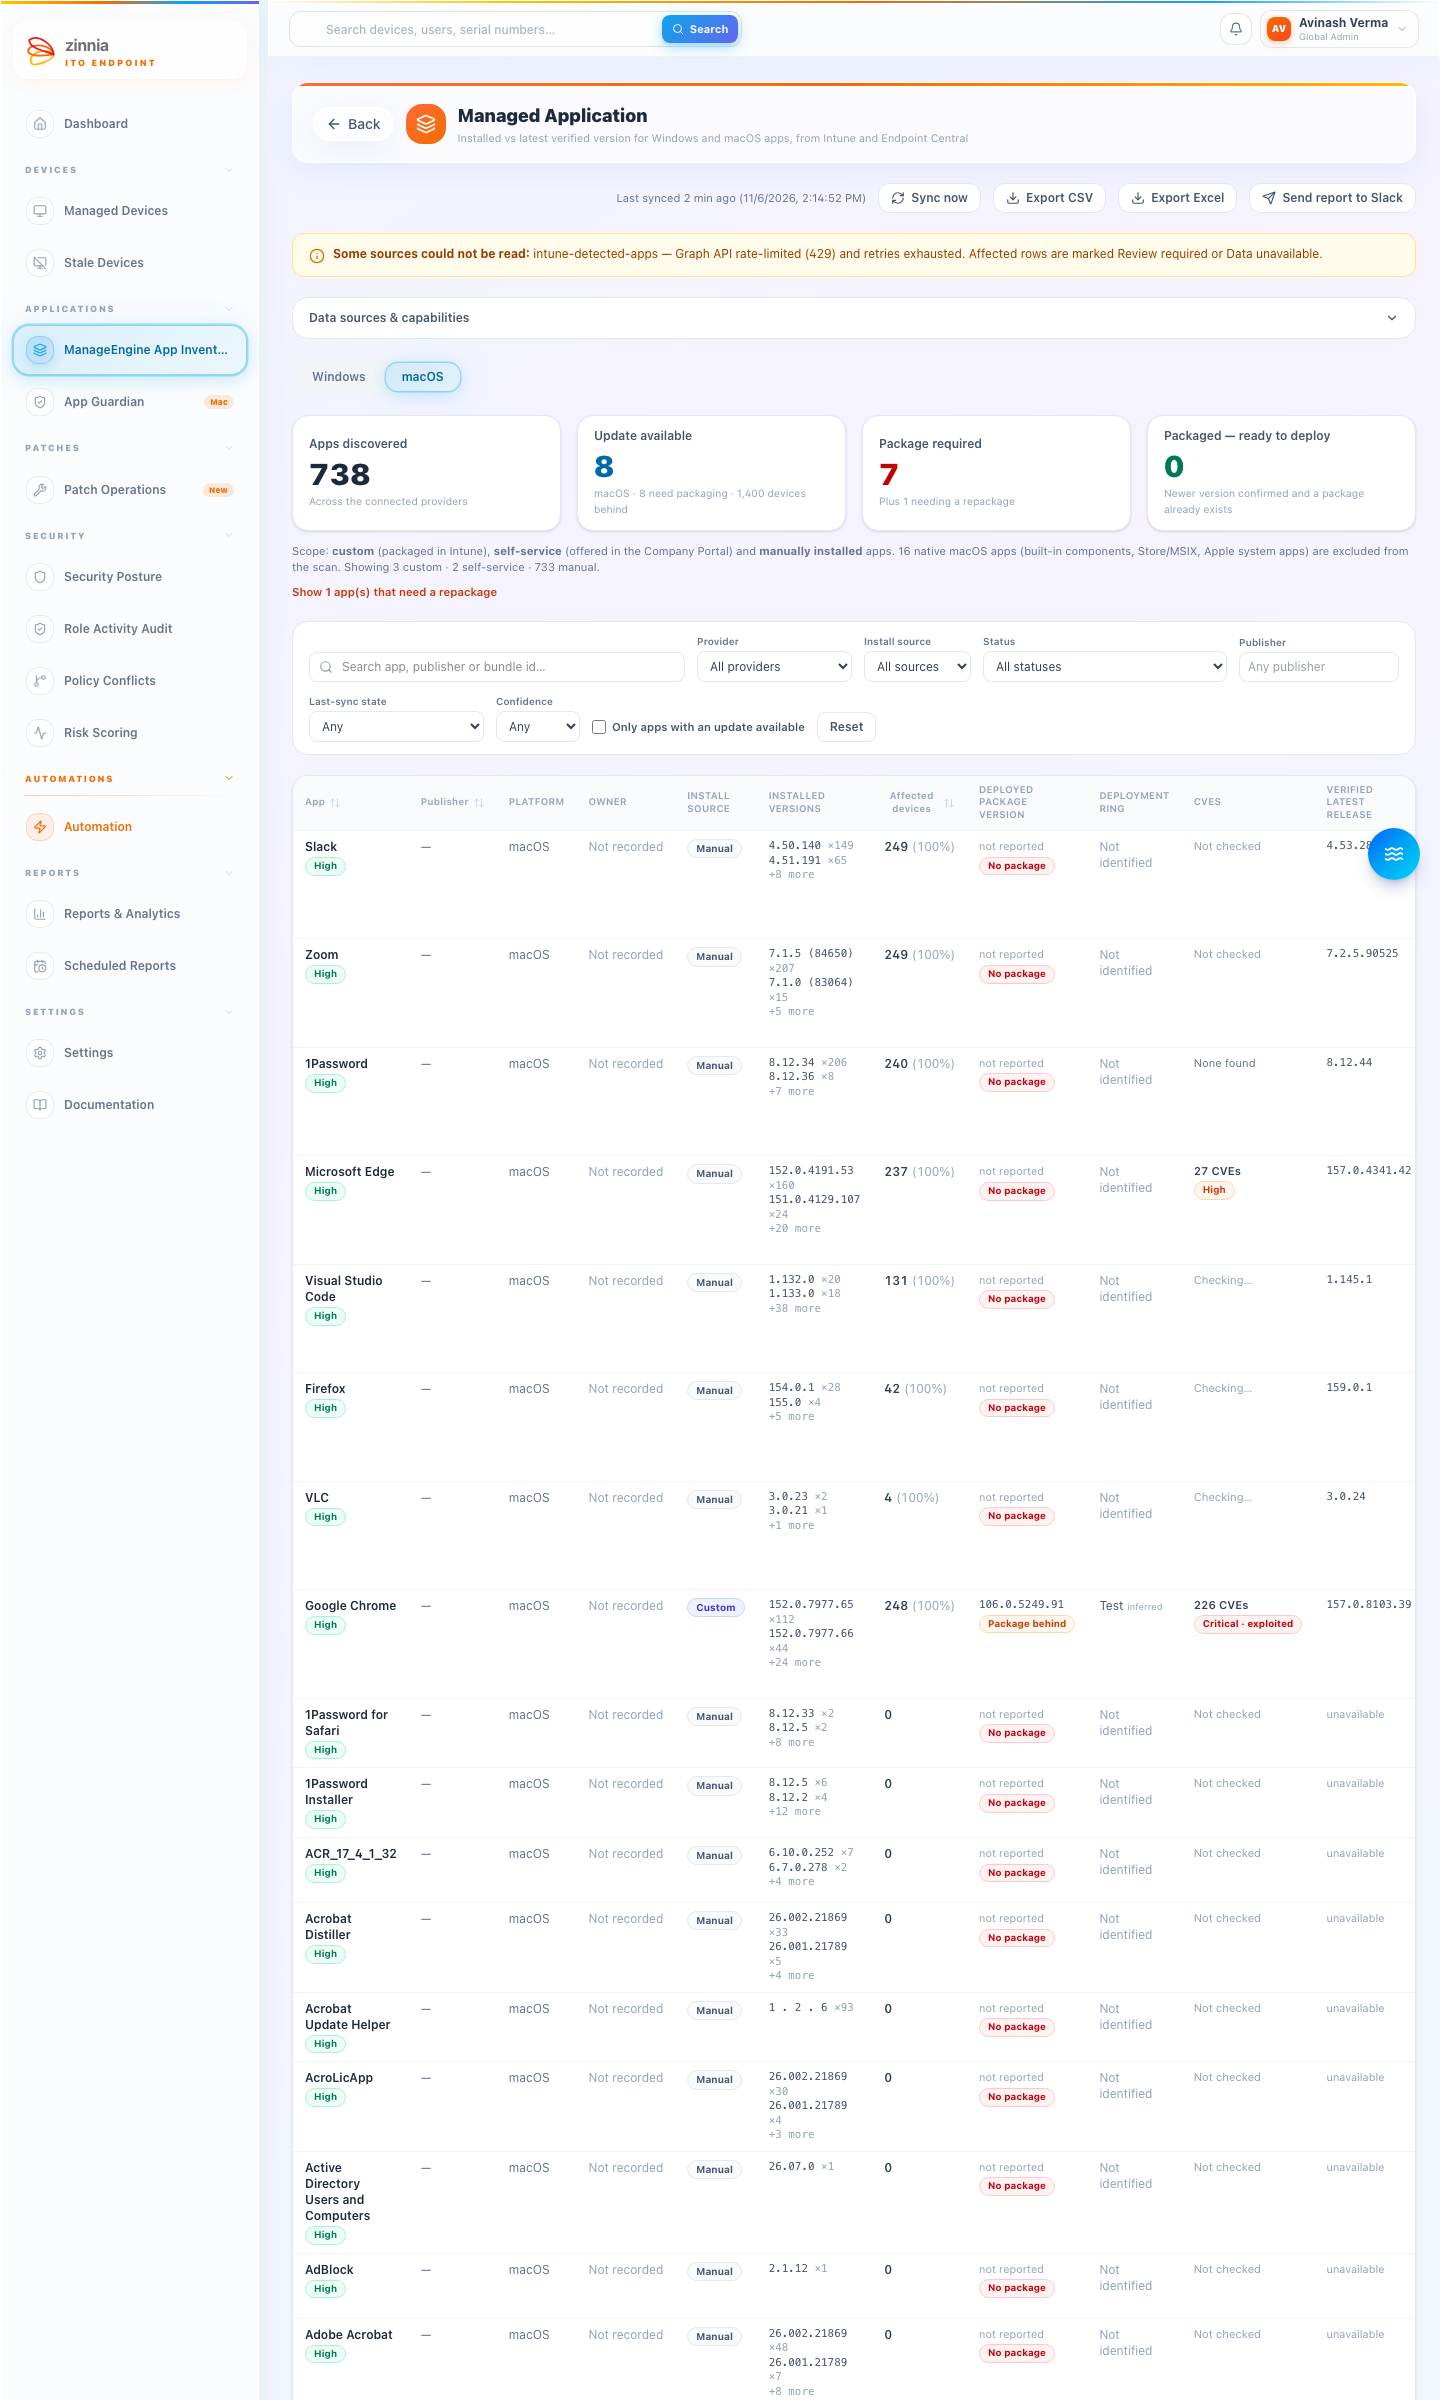 zinnia
ITO ENDPOINT
Search devices, users, serial numbers...
Search
AV
Avinash Verma
Global Admin
Dashboard
DEVICES
Managed Devices
Stale Devices
APPLICATIONS
ManageEngine App Invent...
App Guardian
Mac
PATCHES
Patch Operations
New
SECURITY
Security Posture
Role Activity Audit
Policy Conflicts
Risk Scoring
AUTOMATIONS
Automation
REPORTS
Reports & Analytics
Scheduled Reports
SETTINGS
Settings
Documentation
Back
Managed Application
Installed vs latest verified version for Windows and macOS apps, from Intune and Endpoint Central
Last synced 2 min ago (11/6/2026, 2:14:52 PM)
Sync now
Export CSV
Export Excel
Send report to Slack
Some sources could not be read: intune-detected-apps — Graph API rate-limited (429) and retries exhausted. Affected rows are marked Review required or Data unavailable.
Data sources & capabilities
Windows
macOS
Apps discovered
738
Across the connected providers
Update available
8
macOS · 8 need packaging · 1,400 devices
behind
Package required
7
Plus 1 needing a repackage
Packaged — ready to deploy
0
Newer version confirmed and a package
already exists
Scope: custom (packaged in Intune), self-service (offered in the Company Portal) and manually installed apps. 16 native macOS apps (built-in components, Store/MSIX, Apple system apps) are excluded from
the scan. Showing 3 custom · 2 self-service · 733 manual.
Show 1 app(s) that need a repackage
Search app, publisher or bundle id...
Provider
All providers
Install source
All sources
Status
All statuses
Publisher
Any publisher
Last-sync state
Any
Confidence
Any
Only apps with an update available
Reset
App
Publisher
PLATFORM
OWNER
INSTALL
SOURCE
INSTALLED
VERSIONS
Affected
devices
DEPLOYED
PACKAGE
VERSION
DEPLOYMENT
RING
CVES
VERIFIED
LATEST
RELEASE
Slack
High
—
macOS
Not recorded
Manual
4.50.140 ×149
4.51.191 ×65
+8 more
249 (100%)
not reported
No package
Not
identified
Not checked
4.53.28
Zoom
High
—
macOS
Not recorded
Manual
7.1.5 (84650)
×207
7.1.0 (83064)
×15
+5 more
249 (100%)
not reported
No package
Not
identified
Not checked
7.2.5.90525
1Password
High
—
macOS
Not recorded
Manual
8.12.34 ×206
8.12.36 ×8
+7 more
240 (100%)
not reported
No package
Not
identified
None found
8.12.44
Microsoft Edge
High
—
macOS
Not recorded
Manual
152.0.4191.53
×160
151.0.4129.107
×24
+20 more
237 (100%)
not reported
No package
Not
identified
27 CVEs
High
157.0.4341.42
Visual Studio
Code
High
—
macOS
Not recorded
Manual
1.132.0 ×20
1.133.0 ×18
+38 more
131 (100%)
not reported
No package
Not
identified
Checking...
1.145.1
Firefox
High
—
macOS
Not recorded
Manual
154.0.1 ×28
155.0 ×4
+5 more
42 (100%)
not reported
No package
Not
identified
Checking...
159.0.1
VLC
High
—
macOS
Not recorded
Manual
3.0.23 ×2
3.0.21 ×1
+1 more
4 (100%)
not reported
No package
Not
identified
Checking...
3.0.24
Google Chrome
High
—
macOS
Not recorded
Custom
152.0.7977.65
×112
152.0.7977.66
×44
+24 more
248 (100%)
106.0.5249.91
Package behind
Test inferred
226 CVEs
Critical · exploited
157.0.8103.39
1Password for
Safari
High
—
macOS
Not recorded
Manual
8.12.33 ×2
8.12.5 ×2
+8 more
0
not reported
No package
Not
identified
Not checked
unavailable
1Password
Installer
High
—
macOS
Not recorded
Manual
8.12.5 ×6
8.12.2 ×4
+12 more
0
not reported
No package
Not
identified
Not checked
unavailable
ACR_17_4_1_32
High
—
macOS
Not recorded
Manual
6.10.0.252 ×7
6.7.0.278 ×2
+4 more
0
not reported
No package
Not
identified
Not checked
unavailable
Acrobat
Distiller
High
—
macOS
Not recorded
Manual
26.002.21869
×33
26.001.21789
×5
+4 more
0
not reported
No package
Not
identified
Not checked
unavailable
Acrobat
Update Helper
High
—
macOS
Not recorded
Manual
1 . 2 . 6 ×93
0
not reported
No package
Not
identified
Not checked
unavailable
AcroLicApp
High
—
macOS
Not recorded
Manual
26.002.21869
×30
26.001.21789
×4
+3 more
0
not reported
No package
Not
identified
Not checked
unavailable
Active
Directory
Users and
Computers
High
—
macOS
Not recorded
Manual
26.07.0 ×1
0
not reported
No package
Not
identified
Not checked
unavailable
AdBlock
High
—
macOS
Not recorded
Manual
2.1.12 ×1
0
not reported
No package
Not
identified
Not checked
unavailable
Adobe Acrobat
High
—
macOS
Not recorded
Manual
26.002.21869
×48
26.001.21789
×7
+8 more
0
not reported
No package
Not
identified
Not checked
unavailable